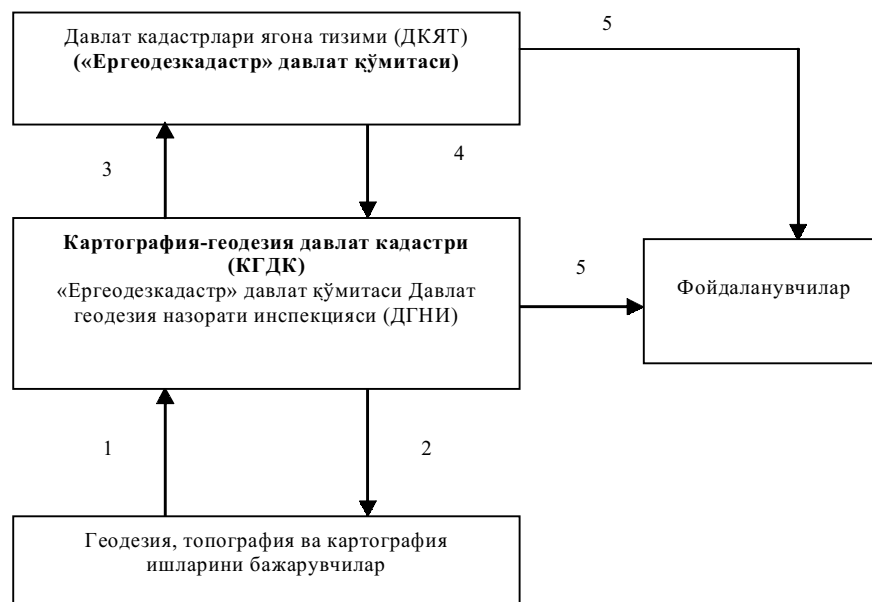 Давлат кадастрлари ягона тизими (ДКЯТ)
(«Ергеодезкадастр» давлат қўмитаси)
5
3
4
Картография-геодезия давлат кадастри
(КГДК)
«Ергеодезкадастр» давлат қўмитаси Давлат
геодезия назорати инспекцияси (ДГНИ)
5
Фойдаланувчилар
1
2
Геодезия, топография ва картография
ишларини бажарувчилар